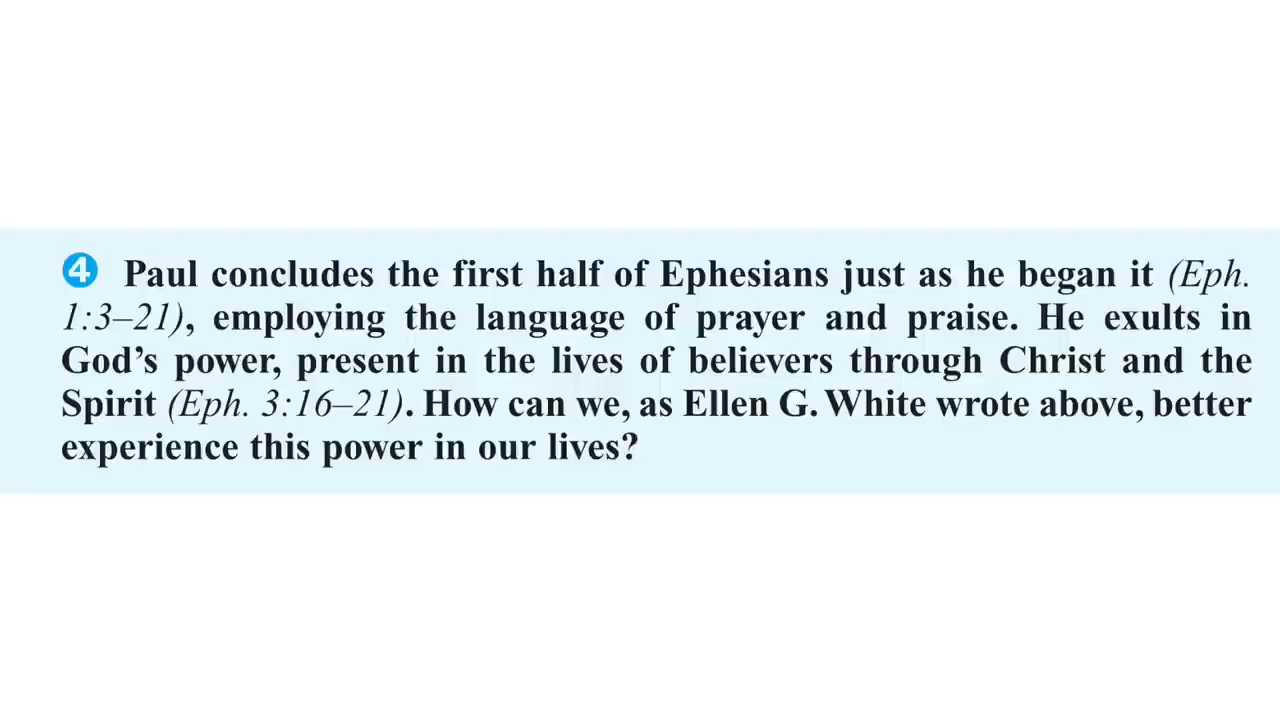 4 Paul concludes the first half of Ephesians just as he began it (Eph.
1:3–21), employing the language of prayer and praise. He exults in
God’s power, present in the lives of believers through Christ and the
Spirit (Eph. 3:16–21). How can we, as Ellen G. White wrote above, better
experience this power in our lives?